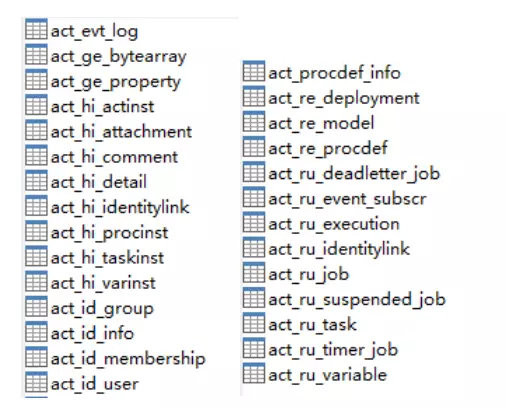 act_evt_log
act_ge_bytearray
act_ge_property
act_hi_actinst
act_hi_attachment
act_hi_comment
act_hi_detail
act_hi_identitylink
act_hi_procinst
act_hi_taskinst
act_hi_varinst
act_id_group
act_id_info
act_id_membership
act_id_user
act_procdef_info
act_re_deployment
act_re_model
act_re_procdef
act_ru_deadletter_job
act_ru_event_subscr
act_ru_execution
act_ru_identitylink
act_ru_job
act_ru_suspended_job
act_ru_task
act_ru_timer_job
act_ru_variable